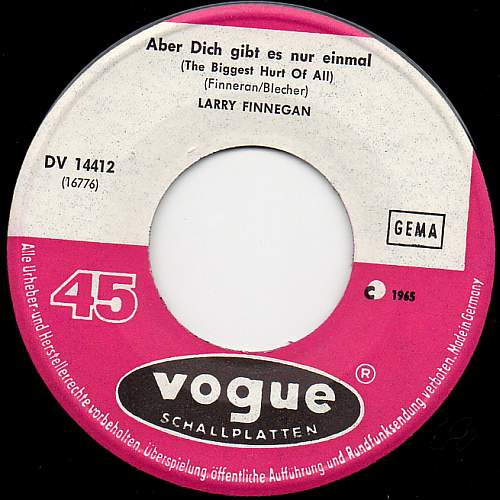 Aber Dich gibt es nur einmal
(The Biggest Hurt Of All)
(Finneran/Blecher)
LARRY FINNEGAN
DV 14412
(16776)
GEMA
45
1965
vogue ®
SCHALLPLATTEN
Alle Urheber- und Herstellerrechte vorbehalten. Überspielung, öffentliche Aufführung und Rundfunksendung verboten. Made in Germany